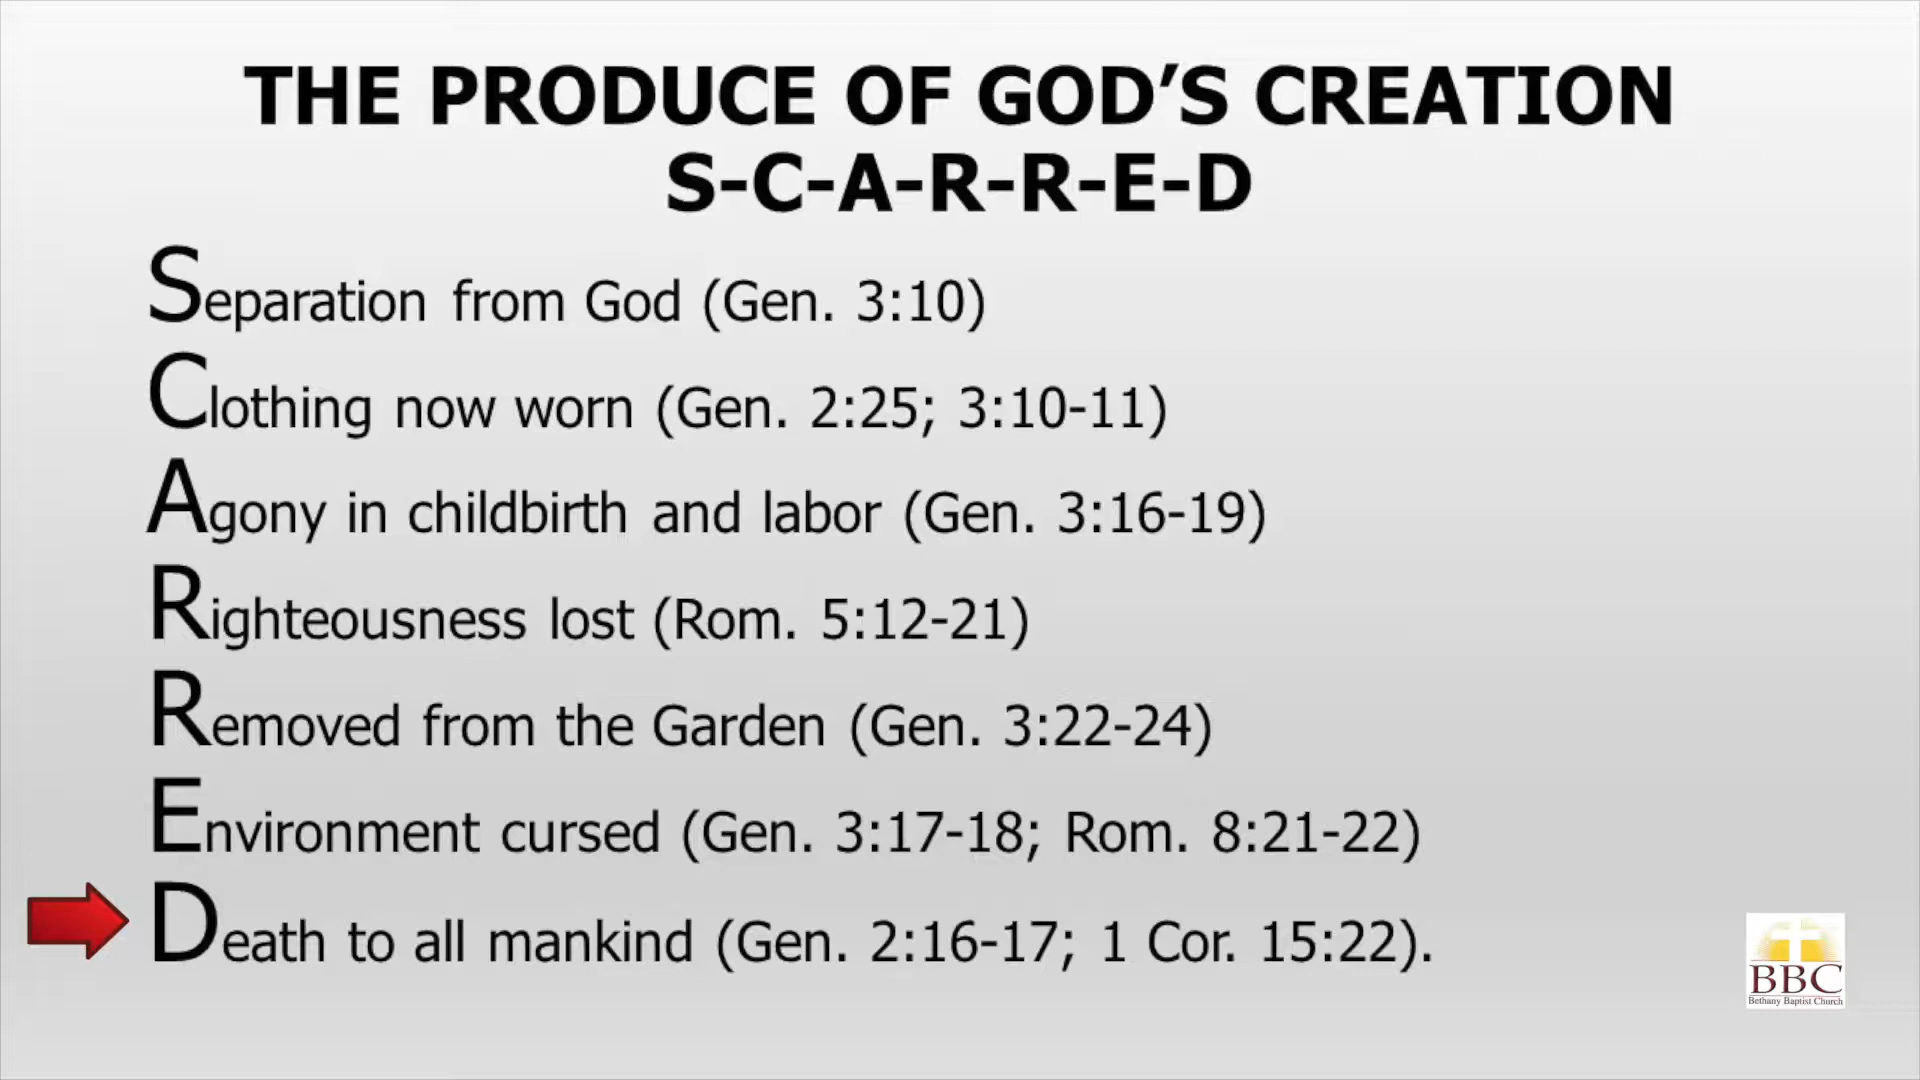 THE PRODUCE OF GOD’S CREATION
S-C-A-R-R-E-D
Separation from God (Gen. 3:10)
Clothing now worn (Gen. 2:25; 3:10-11)
Agony in childbirth and labor (Gen. 3:16-19)
Righteousness lost (Rom. 5:12-21)
Removed from the Garden (Gen. 3:22-24)
Environment cursed (Gen. 3:17-18; Rom. 8:21-22)
Death to all mankind (Gen. 2:16-17; 1 Cor. 15:22).
BBC
Bethany Baptist Church